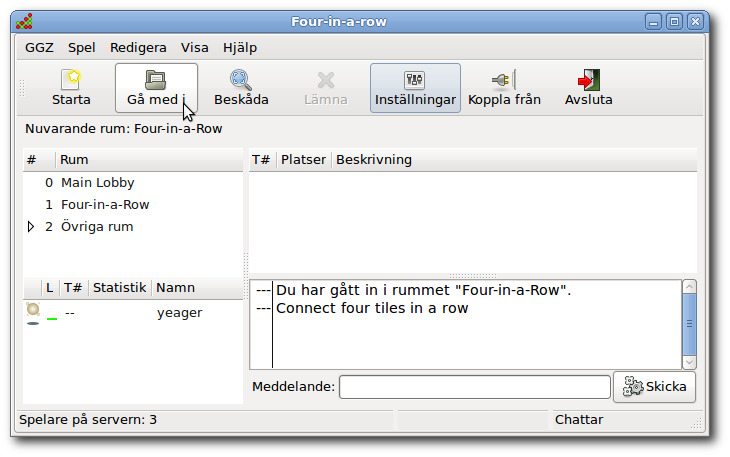 Four-in-a-row
GGZ Spel Redigera Visa Hjälp
Starta Gå med i Beskåda Lämna Inställningar Koppla från Avsluta
Nuvarande rum: Four-in-a-Row
# Rum
0 Main Lobby
1 Four-in-a-Row
2 Övriga rum
T# Platser Beskrivning
L T# Statistik Namn
-- yeager
--- Du har gått in i rummet "Four-in-a-Row".
--- Connect four tiles in a row
Meddelande: Skicka
Spelare på servern: 3 Chattar